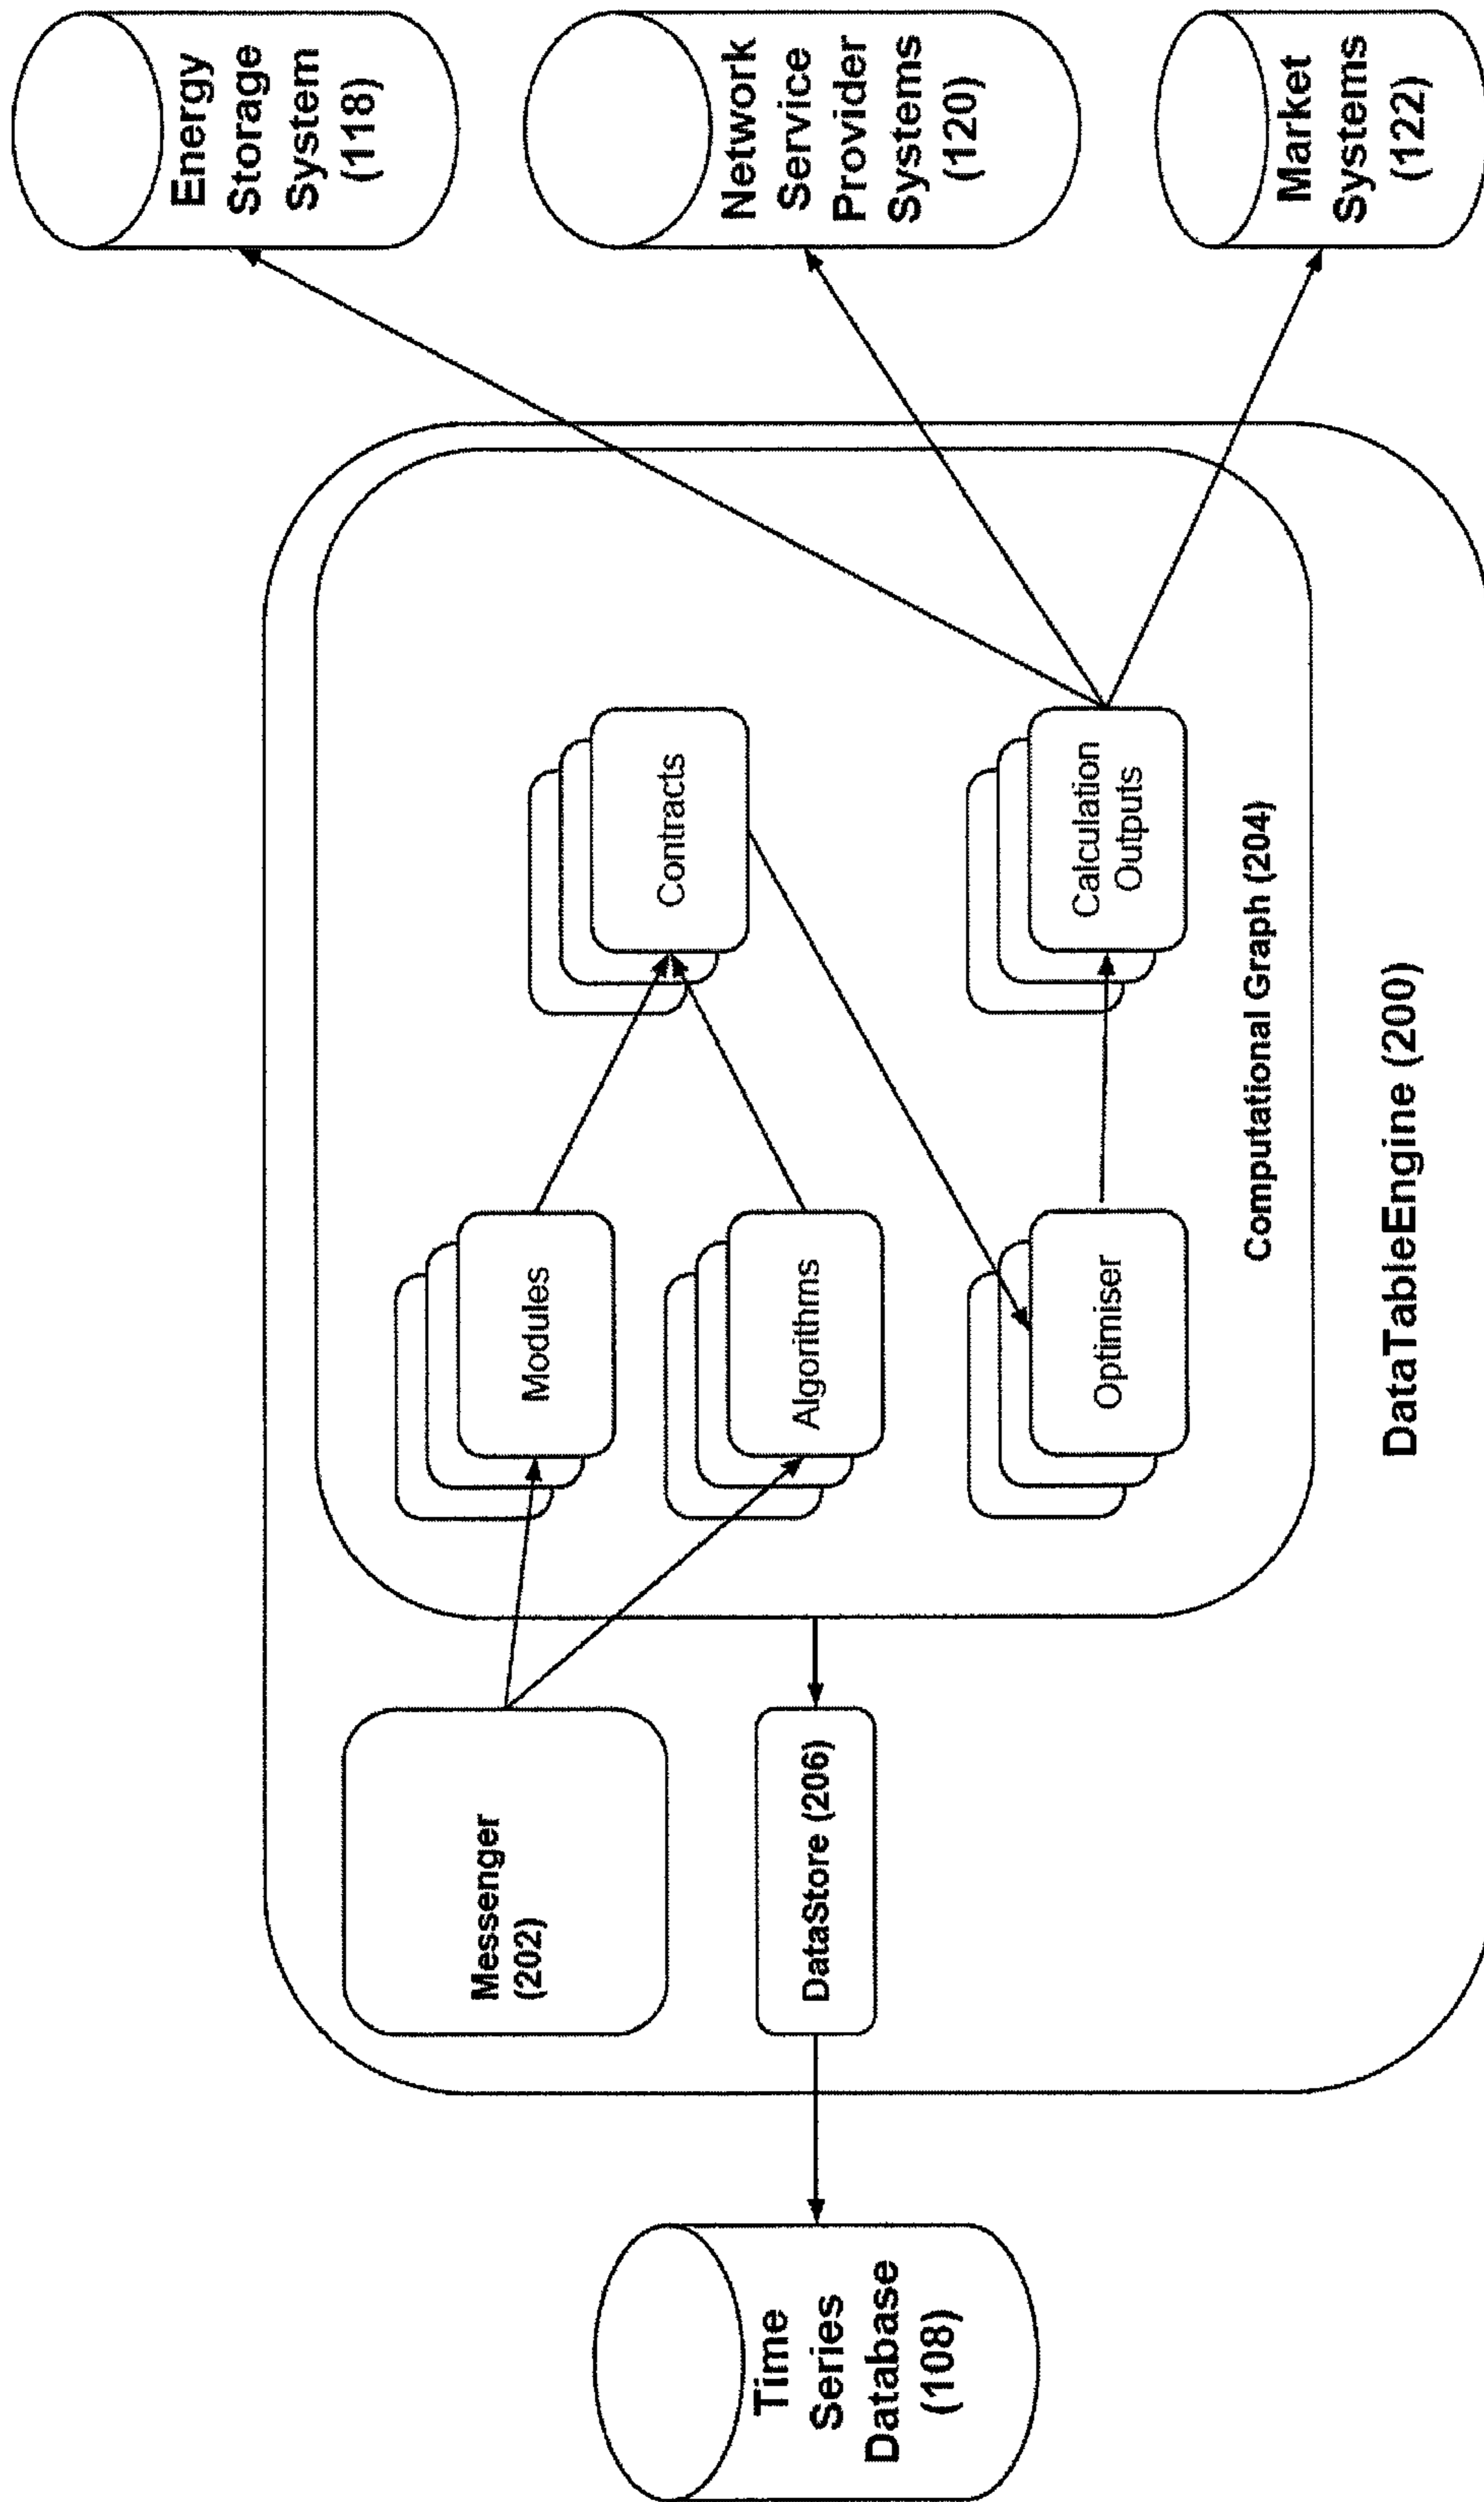 Time
Series
Database
(108)
Messenger
(202)
DataStore (206)
Modules
Algorithms
Optimiser
Contracts
Calculation
Outputs
Computational Graph (204)
DataTableEngine (200)
Energy
Storage
System
(118)
Network
Service
Provider
Systems
(120)
Market
Systems
(122)